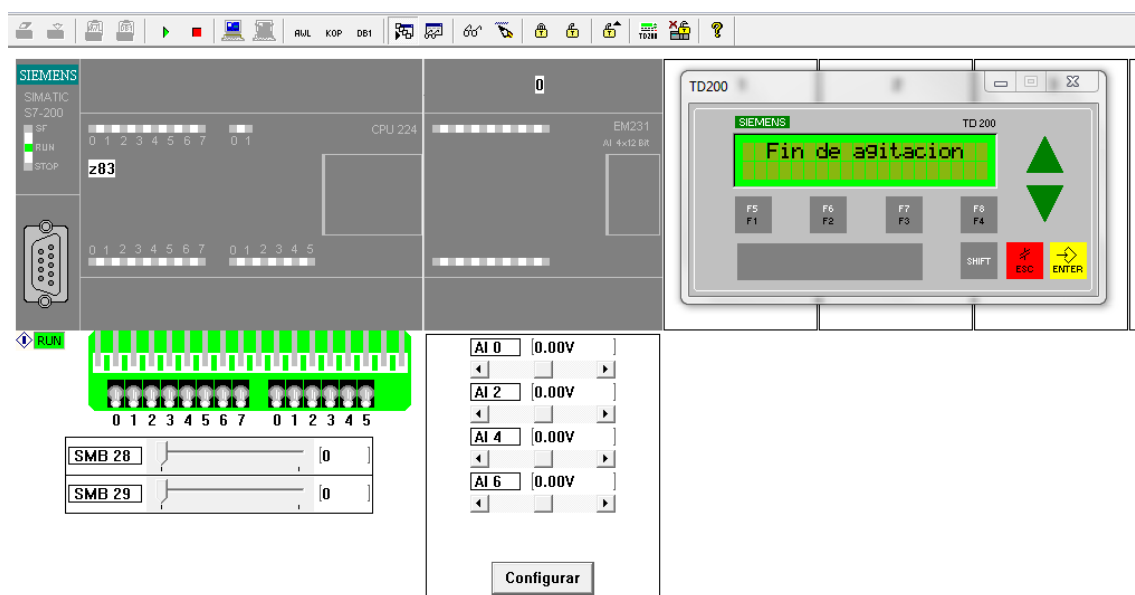 AWL KOP DB1 TD200
SIEMENS
SIMATIC
S7-200
SF
RUN
STOP
0 1 2 3 4 5 6 7 0 1
CPU 224
z83
0 1 2 3 4 5 6 7 0 1 2 3 4 5
0
EM231
AI 4x12 Bit
TD200
SIEMENS
TD 200
Fin de agitacion
F5 F6 F7 F8
F1 F2 F3 F4
SHIFT ESC ENTER
RUN
0 1 2 3 4 5 6 7 0 1 2 3 4 5
SMB 28 [0 ]
SMB 29 [0 ]
AI 0 [0.00V ]
AI 2 [0.00V ]
AI 4 [0.00V ]
AI 6 [0.00V ]
Configurar